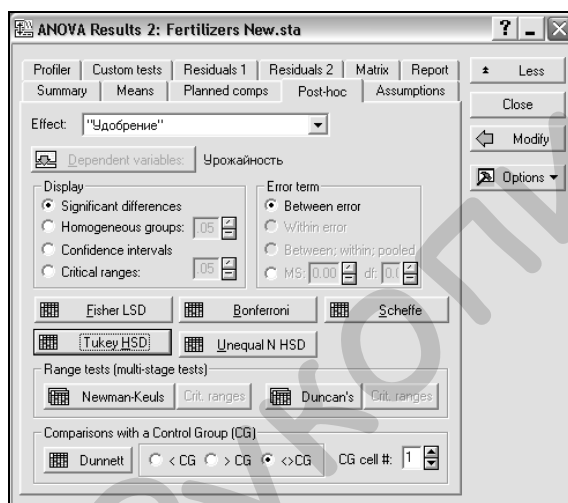 ANOVA Results 2: Fertilizers New.sta
Profiler Custom tests Residuals 1 Residuals 2 Matrix Report
Summary Means Planned comps Post-hoc Assumptions
Less
Close
Modify
Options
Effect: "Удобрение"
Dependent variables: Урожайность
Display
Significant differences
Homogeneous groups: .05
Confidence intervals
Critical ranges: .05
Error term
Between error
Within error
Between; within; pooled
MS: 0.00 df: 0.(
Fisher LSD Bonferroni Scheffe
Tukey HSD Unequal N HSD
Range tests (multi-stage tests)
Newman-Keuls Crit. ranges Duncan's Crit. ranges
Comparisons with a Control Group (CG)
Dunnett < CG > CG <>CG CG cell #: 1